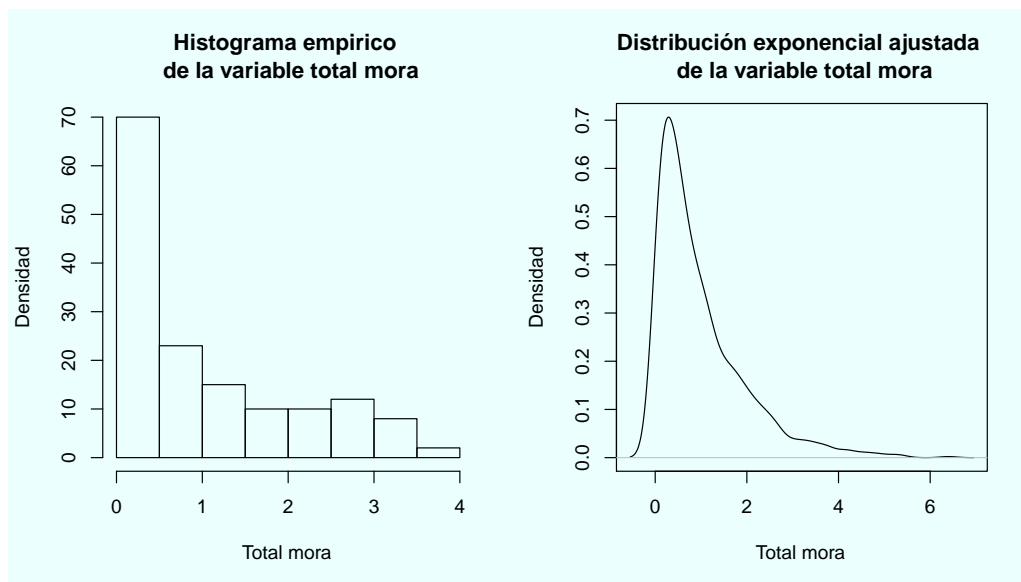 Histograma empirico
de la variable total mora
Densidad
0
10
20
30
40
50
60
70
0 1 2 3 4
Total mora
Distribución exponencial ajustada
de la variable total mora
Densidad
0.0
0.1
0.2
0.3
0.4
0.5
0.6
0.7
0 2 4 6
Total mora